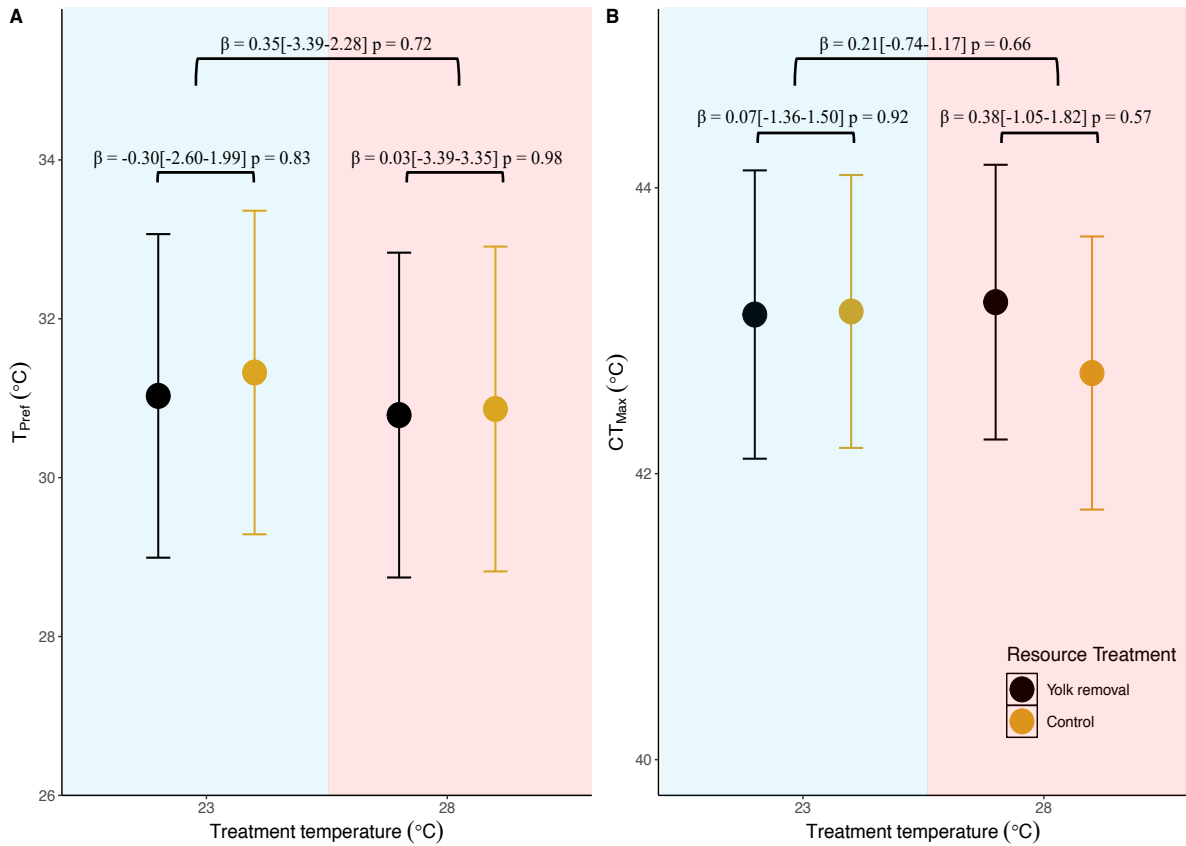 A
β = 0.35[-3.39-2.28] p = 0.72
β = -0.30[-2.60-1.99] p = 0.83
β = 0.03[-3.39-3.35] p = 0.98
34
32
30
28
26
T_Pref (°C)
23
28
Treatment temperature (°C)
B
β = 0.21[-0.74-1.17] p = 0.66
β = 0.07[-1.36-1.50] p = 0.92
β = 0.38[-1.05-1.82] p = 0.57
44
42
40
CT_Max (°C)
Resource Treatment
Yolk removal
Control
23
28
Treatment temperature (°C)